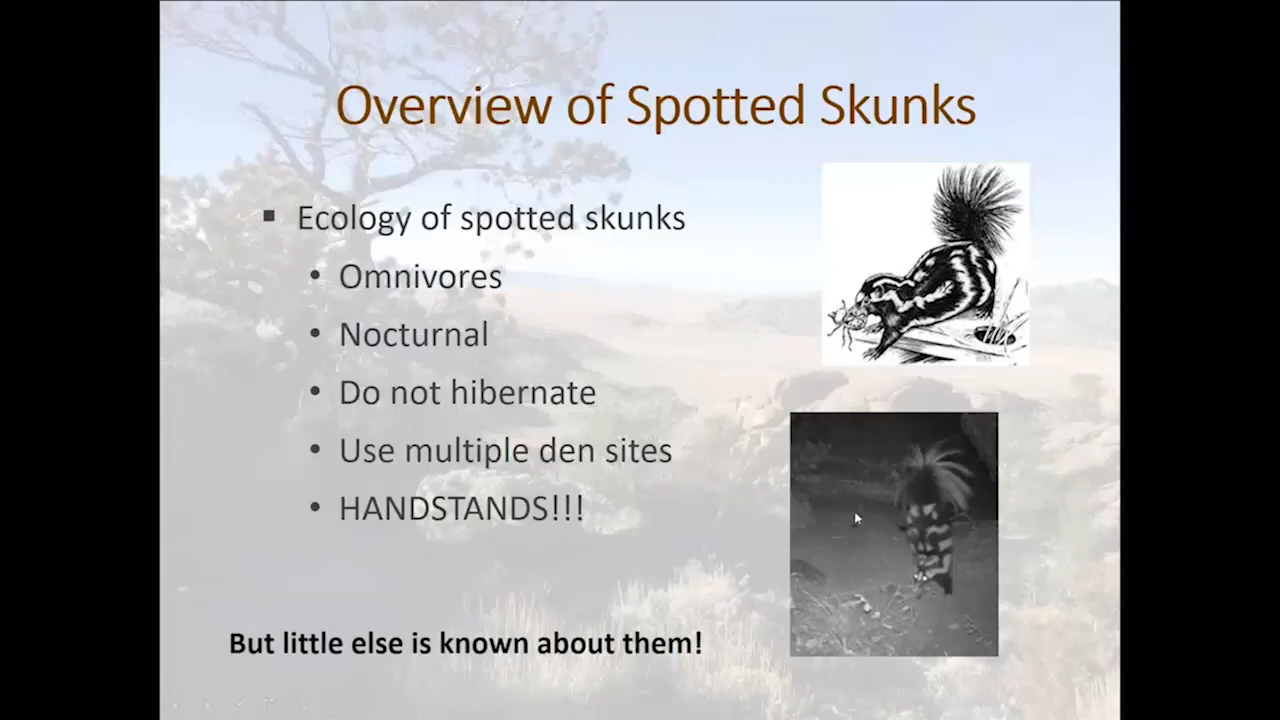 Overview of Spotted Skunks
▪ Ecology of spotted skunks
• Omnivores
• Nocturnal
• Do not hibernate
• Use multiple den sites
• HANDSTANDS!!!
But little else is known about them!